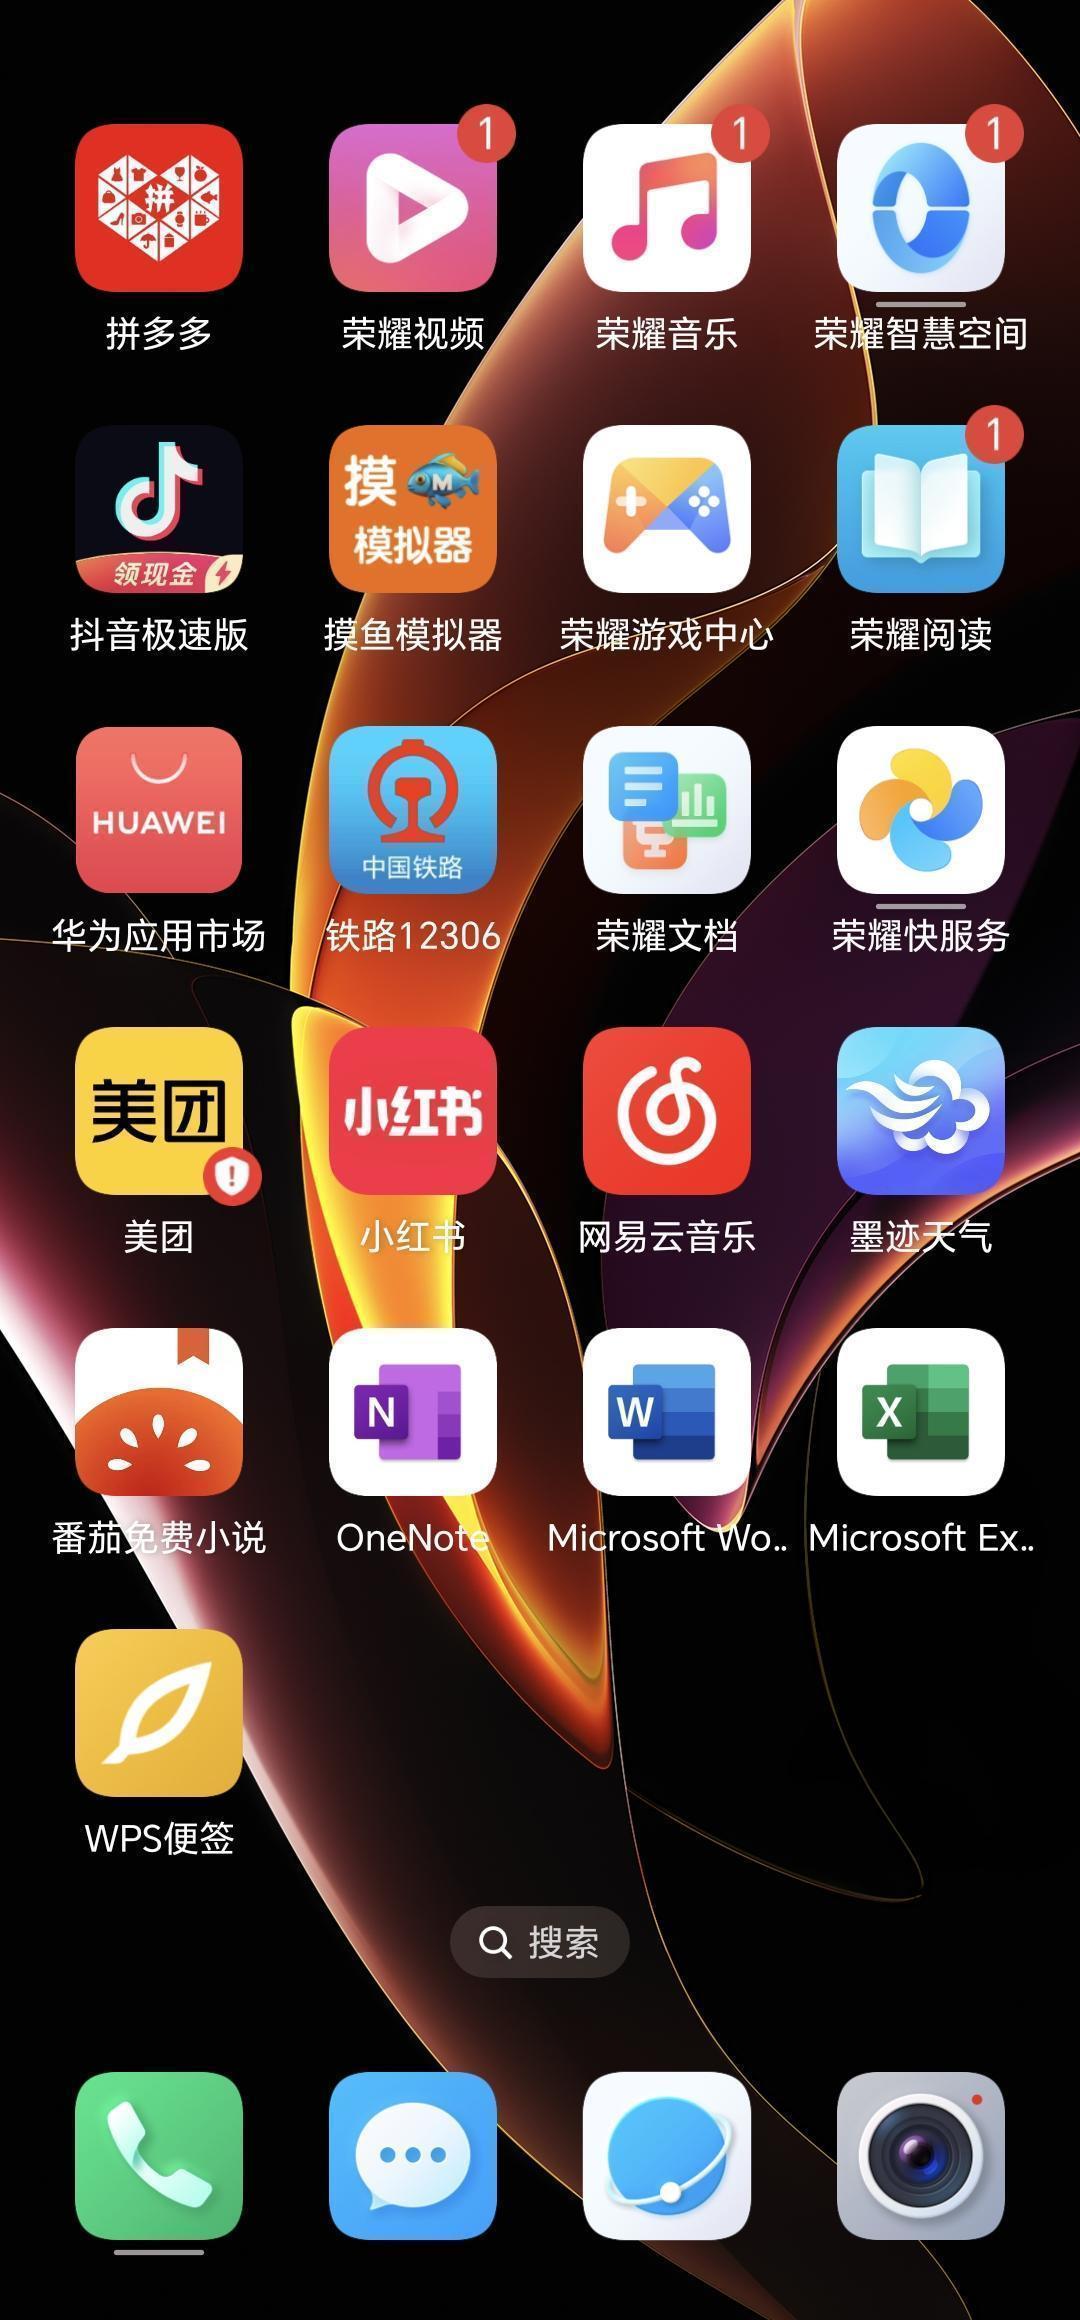 拼
1
1
1
拼多多
荣耀视频
荣耀音乐
荣耀智慧空间
领现金
摸
M
模拟器
1
抖音极速版
摸鱼模拟器
荣耀游戏中心
荣耀阅读
HUAWEI
中国铁路
华为应用市场
铁路12306
荣耀文档
荣耀快服务
美团
小红书
美团
小红书
网易云音乐
墨迹天气
N
W
X
番茄免费小说
OneNote
Microsoft Wo..
Microsoft Ex..
WPS便签
搜索